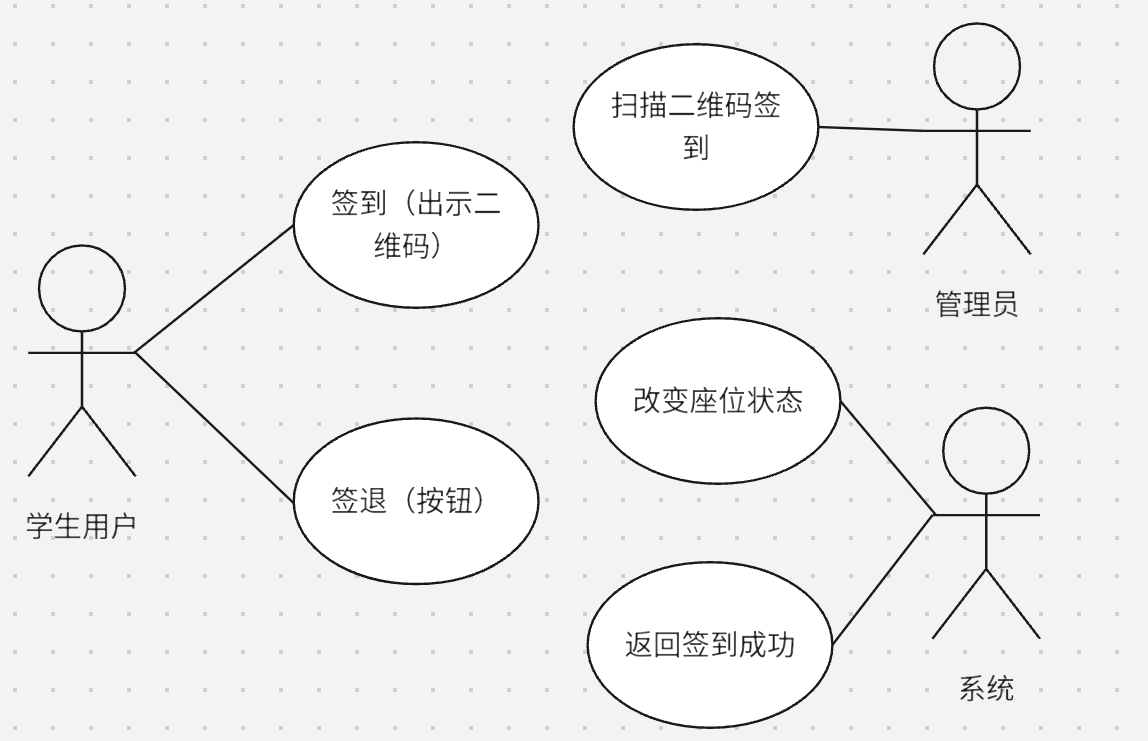 扫描二维码签
到
管理员
签到（出示二
维码）
签退（按钮）
学生用户
改变座位状态
返回签到成功
系统